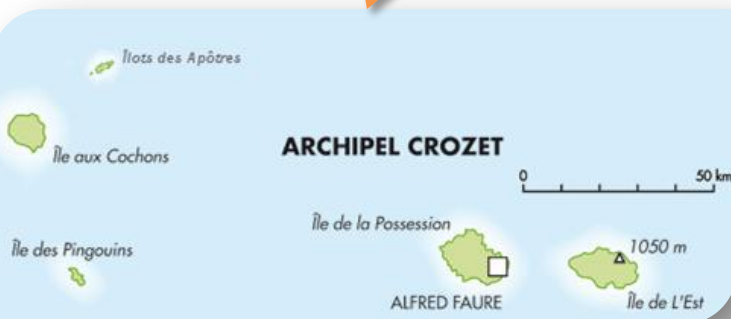 Îlots des Apôtres
ARCHIPEL CROZET
Île aux Cochons
0 50 km
Île de la Possession
Île des Pingouins
1050 m
ALFRED FAURE
Île de L'Est